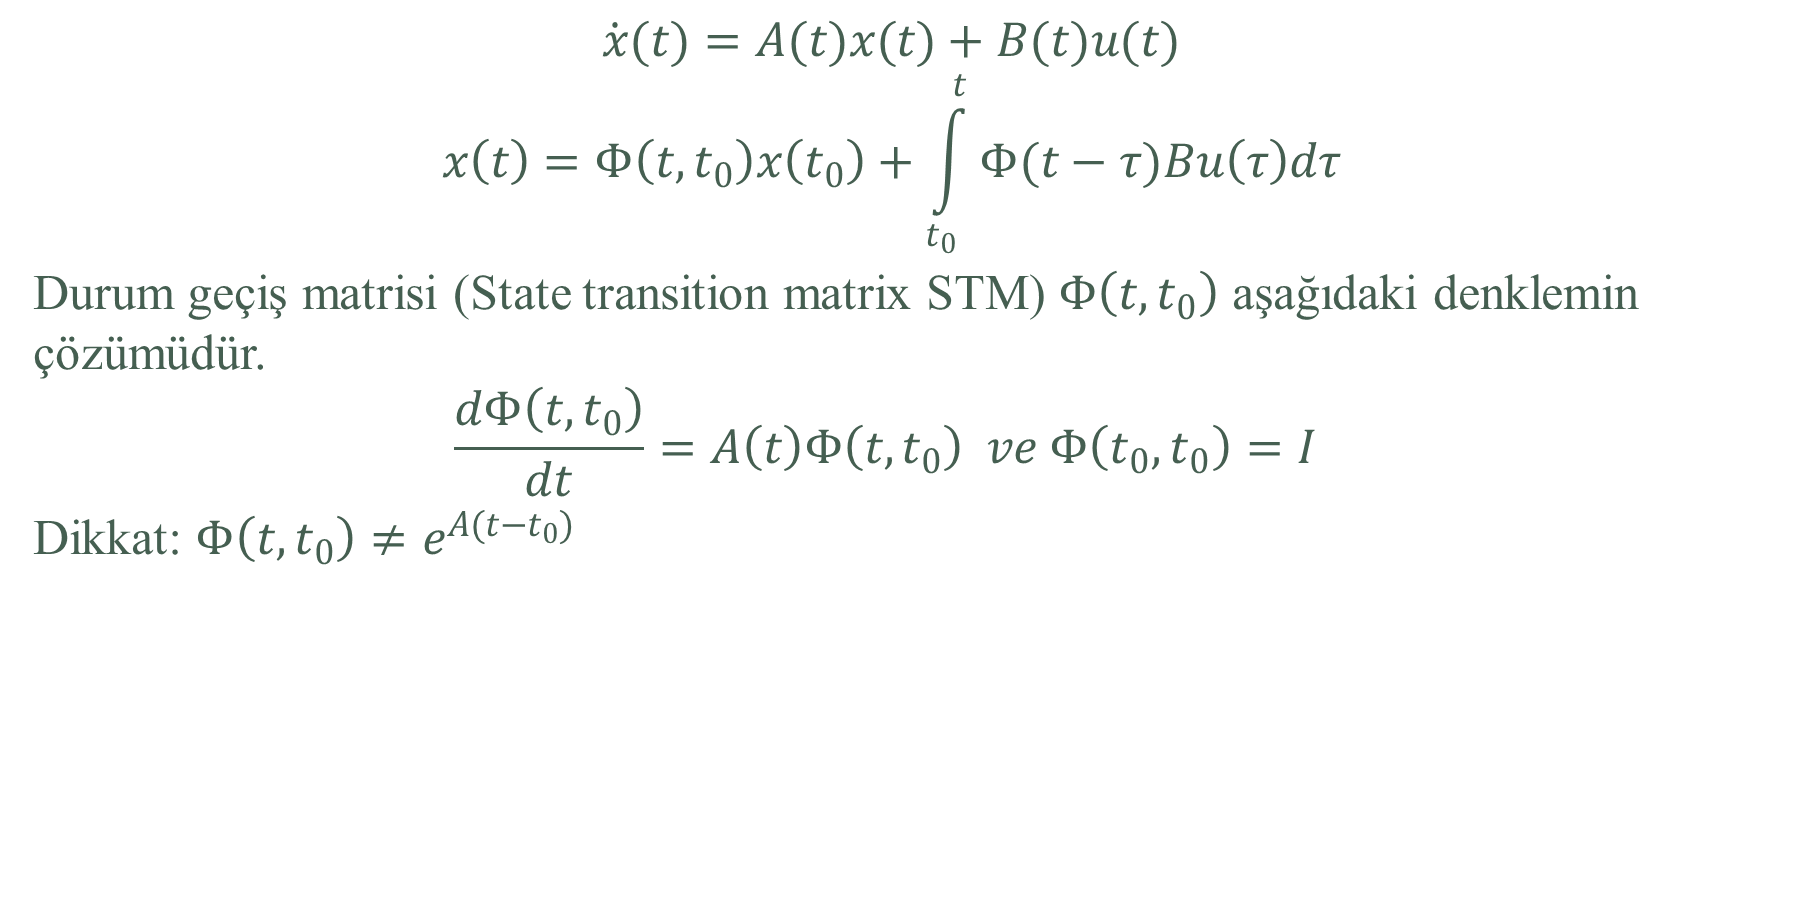 ẋ(t) = A(t)x(t) + B(t)u(t)
x(t) = Φ(t, t₀)x(t₀) + ∫_{t₀}^{t} Φ(t − τ)Bu(τ)dτ
Durum geçiş matrisi (State transition matrix STM) Φ(t, t₀) aşağıdaki denklemin
çözümüdür.
dΦ(t, t₀)/dt = A(t)Φ(t, t₀) ve Φ(t₀, t₀) = I
Dikkat: Φ(t, t₀) ≠ e^{A(t−t₀)}